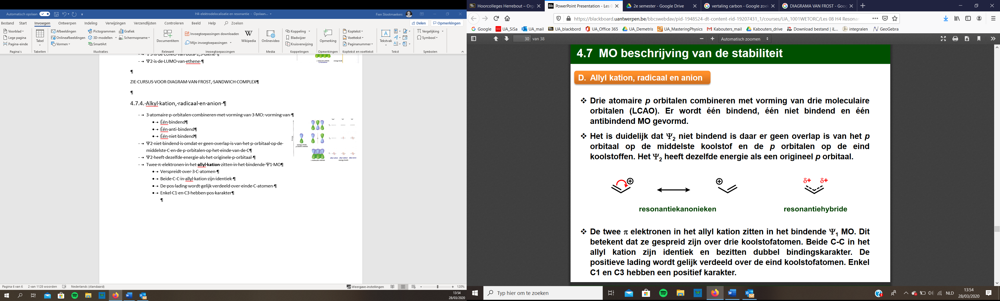 Automatisch opslaan
H4-elektrodelocalisatie en resonantie - Opslaan...
Fien Slootmaekers
Bestand Start Invoegen Ontwerpen Indeling Verwijzingen Verzendlijsten Controleren Beeld Help Zoeken
Delen Opmerkingen
Voorblad
Lege pagina
Pagina-einde
Pagina's
Tabel
Tabellen
Afbeeldingen
Onlineafbeeldingen
Vormen
Pictogrammen
3D-modellen
SmartArt
Grafiek
Schermopname
Illustraties
Documentitem
Relevant
Invoegtoepassingen downloaden
Mijn invoegtoepassingen
Wikipedia
Invoegtoepassingen
Onlinevideo
Media
Koppeling
Bladwijzer
Kruisverwijzing
Koppelingen
Opmerking
Opmerkingen
Koptekst
Voettekst
Paginanummer
Koptekst en voettekst
Tekstvak
Tekst
Vergelijking
Symbool
Symbolen
Ψ2·is·de·LUMO·van·ethene·¶
¶
ZIE·CURSUS·VOOR·DIAGRAM·VAN·FROST,·SANDWICH·COMPLEX¶
¶
4.7.4.·Alkyl·kation,·radicaal·en·anion·¶
3·atomaire·p-orbitalen·combineren·met·vorming·van·3·MO:·vorming·van·¶
Één·bindend¶
Één·anti-bindend¶
Één·niet·bindend¶
Ψ2·niet·bindend·is·omdat·er·geen·overlap·is·van·het·p-orbitaal·op·de·
middelste·C·en·de·p-orbitalen·op·het·einde·van·de·C¶
Ψ2·heeft·dezelfde·energie·als·het·originele·p-orbitaal·¶
Twee·π-elektronen·in·het·allyl·kation·zitten·in·het·bindende·Ψ1·MO¶
Verspreidt·over·3·C-atomen·¶
Beide·C-C·in·allyl·kation·zijn·identiek·¶
De·pos·lading·wordt·gelijk·verdeeld·over·einde·C-atomen·¶
Enkel·C1·en·C3·hebben·pos·karakter¶
¶
energy of the
p atomic orbitals
π molecular orbitals
allyl cation allyl radical allyl anion
energy levels
Pagina 6 van 6 2 van 1128 woorden Nederlands (standaard)
Weergave-instellingen
120%
13:54
28/03/2020
Hoorcolleges Herrebout – Org
PowerPoint Presentation - Les 0
2e semester - Google Drive
vertaling carbon - Google zoe
DIAGRAMA VAN FROST - Goog
https://blackboard.uantwerpen.be/bbcswebdav/pid-1948524-dt-content-rid-19207431_1/courses/UA_1001WETORC/Les 08 H4 Resonan
Google UA_SiSa UA_mail UA_blackbord UA_Office 365 UA_Demetris UA_MasteringPhysics Kabouters_mail Kabouters_drive Download bestand | iL... integralen GeoGebra
30 van 38
Automatisch zoomen
4.7 MO beschrijving van de stabiliteit
D. Allyl kation, radicaal en anion
Drie atomaire p orbitalen combineren met vorming van drie moleculaire
orbitalen (LCAO). Er wordt één bindend, één niet bindend en één
antibindend MO gevormd.
Het is duidelijk dat Ψ2 niet bindend is daar er geen overlap is van het p
orbitaal op de middelste koolstof en de p orbitalen op de eind
koolstoffen. Het Ψ2 heeft dezelfde energie als een origineel p orbitaal.
δ+ δ+
resonantiekanonieken
resonantiehybride
De twee π elektronen in het allyl kation zitten in het bindende Ψ1 MO. Dit
betekent dat ze gespreid zijn over drie koolstofatomen. Beide C-C in het
allyl kation zijn identiek en bezitten dubbel bindingskarakter. De
positieve lading wordt gelijk verdeeld over de eind koolstofatomen. Enkel
C1 en C3 hebben een positief karakter.
Typ hier om te zoeken
NLD
13:54
28/03/2020